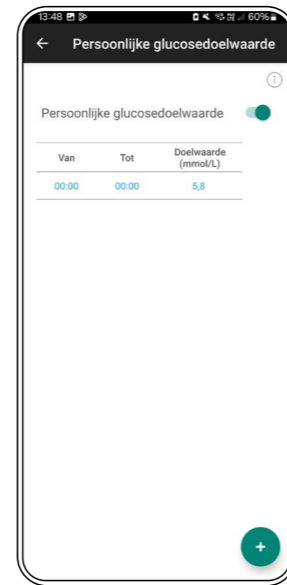 13:48 60%
← Persoonlijke glucosedoelwaarde
Persoonlijke glucosedoelwaarde
Van Tot Doelwaarde
(mmol/L)
00:00 00:00 5,8
+